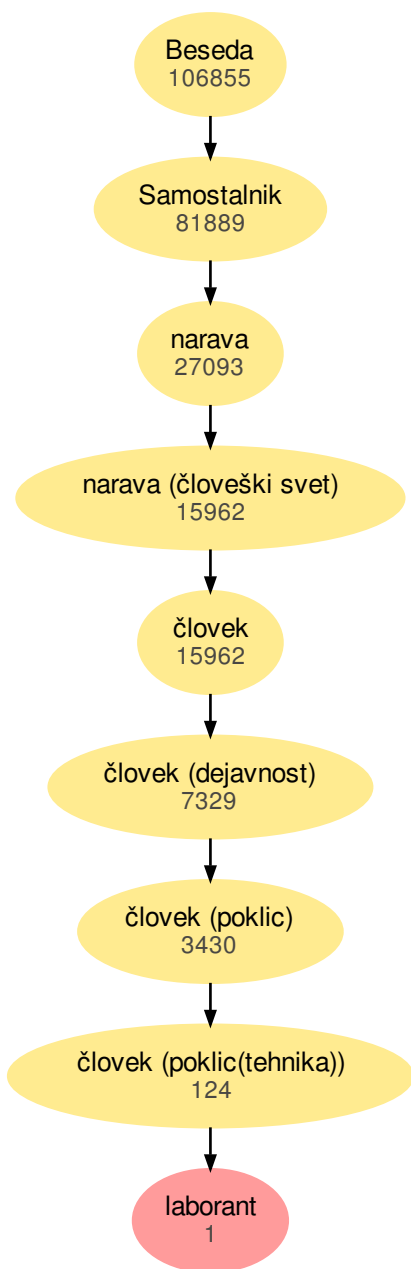 Beseda
106855
Samostalnik
81889
narava
27093
narava (človeški svet)
15962
človek
15962
človek (dejavnost)
7329
človek (poklic)
3430
človek (poklic(tehnika))
124
laborant
1